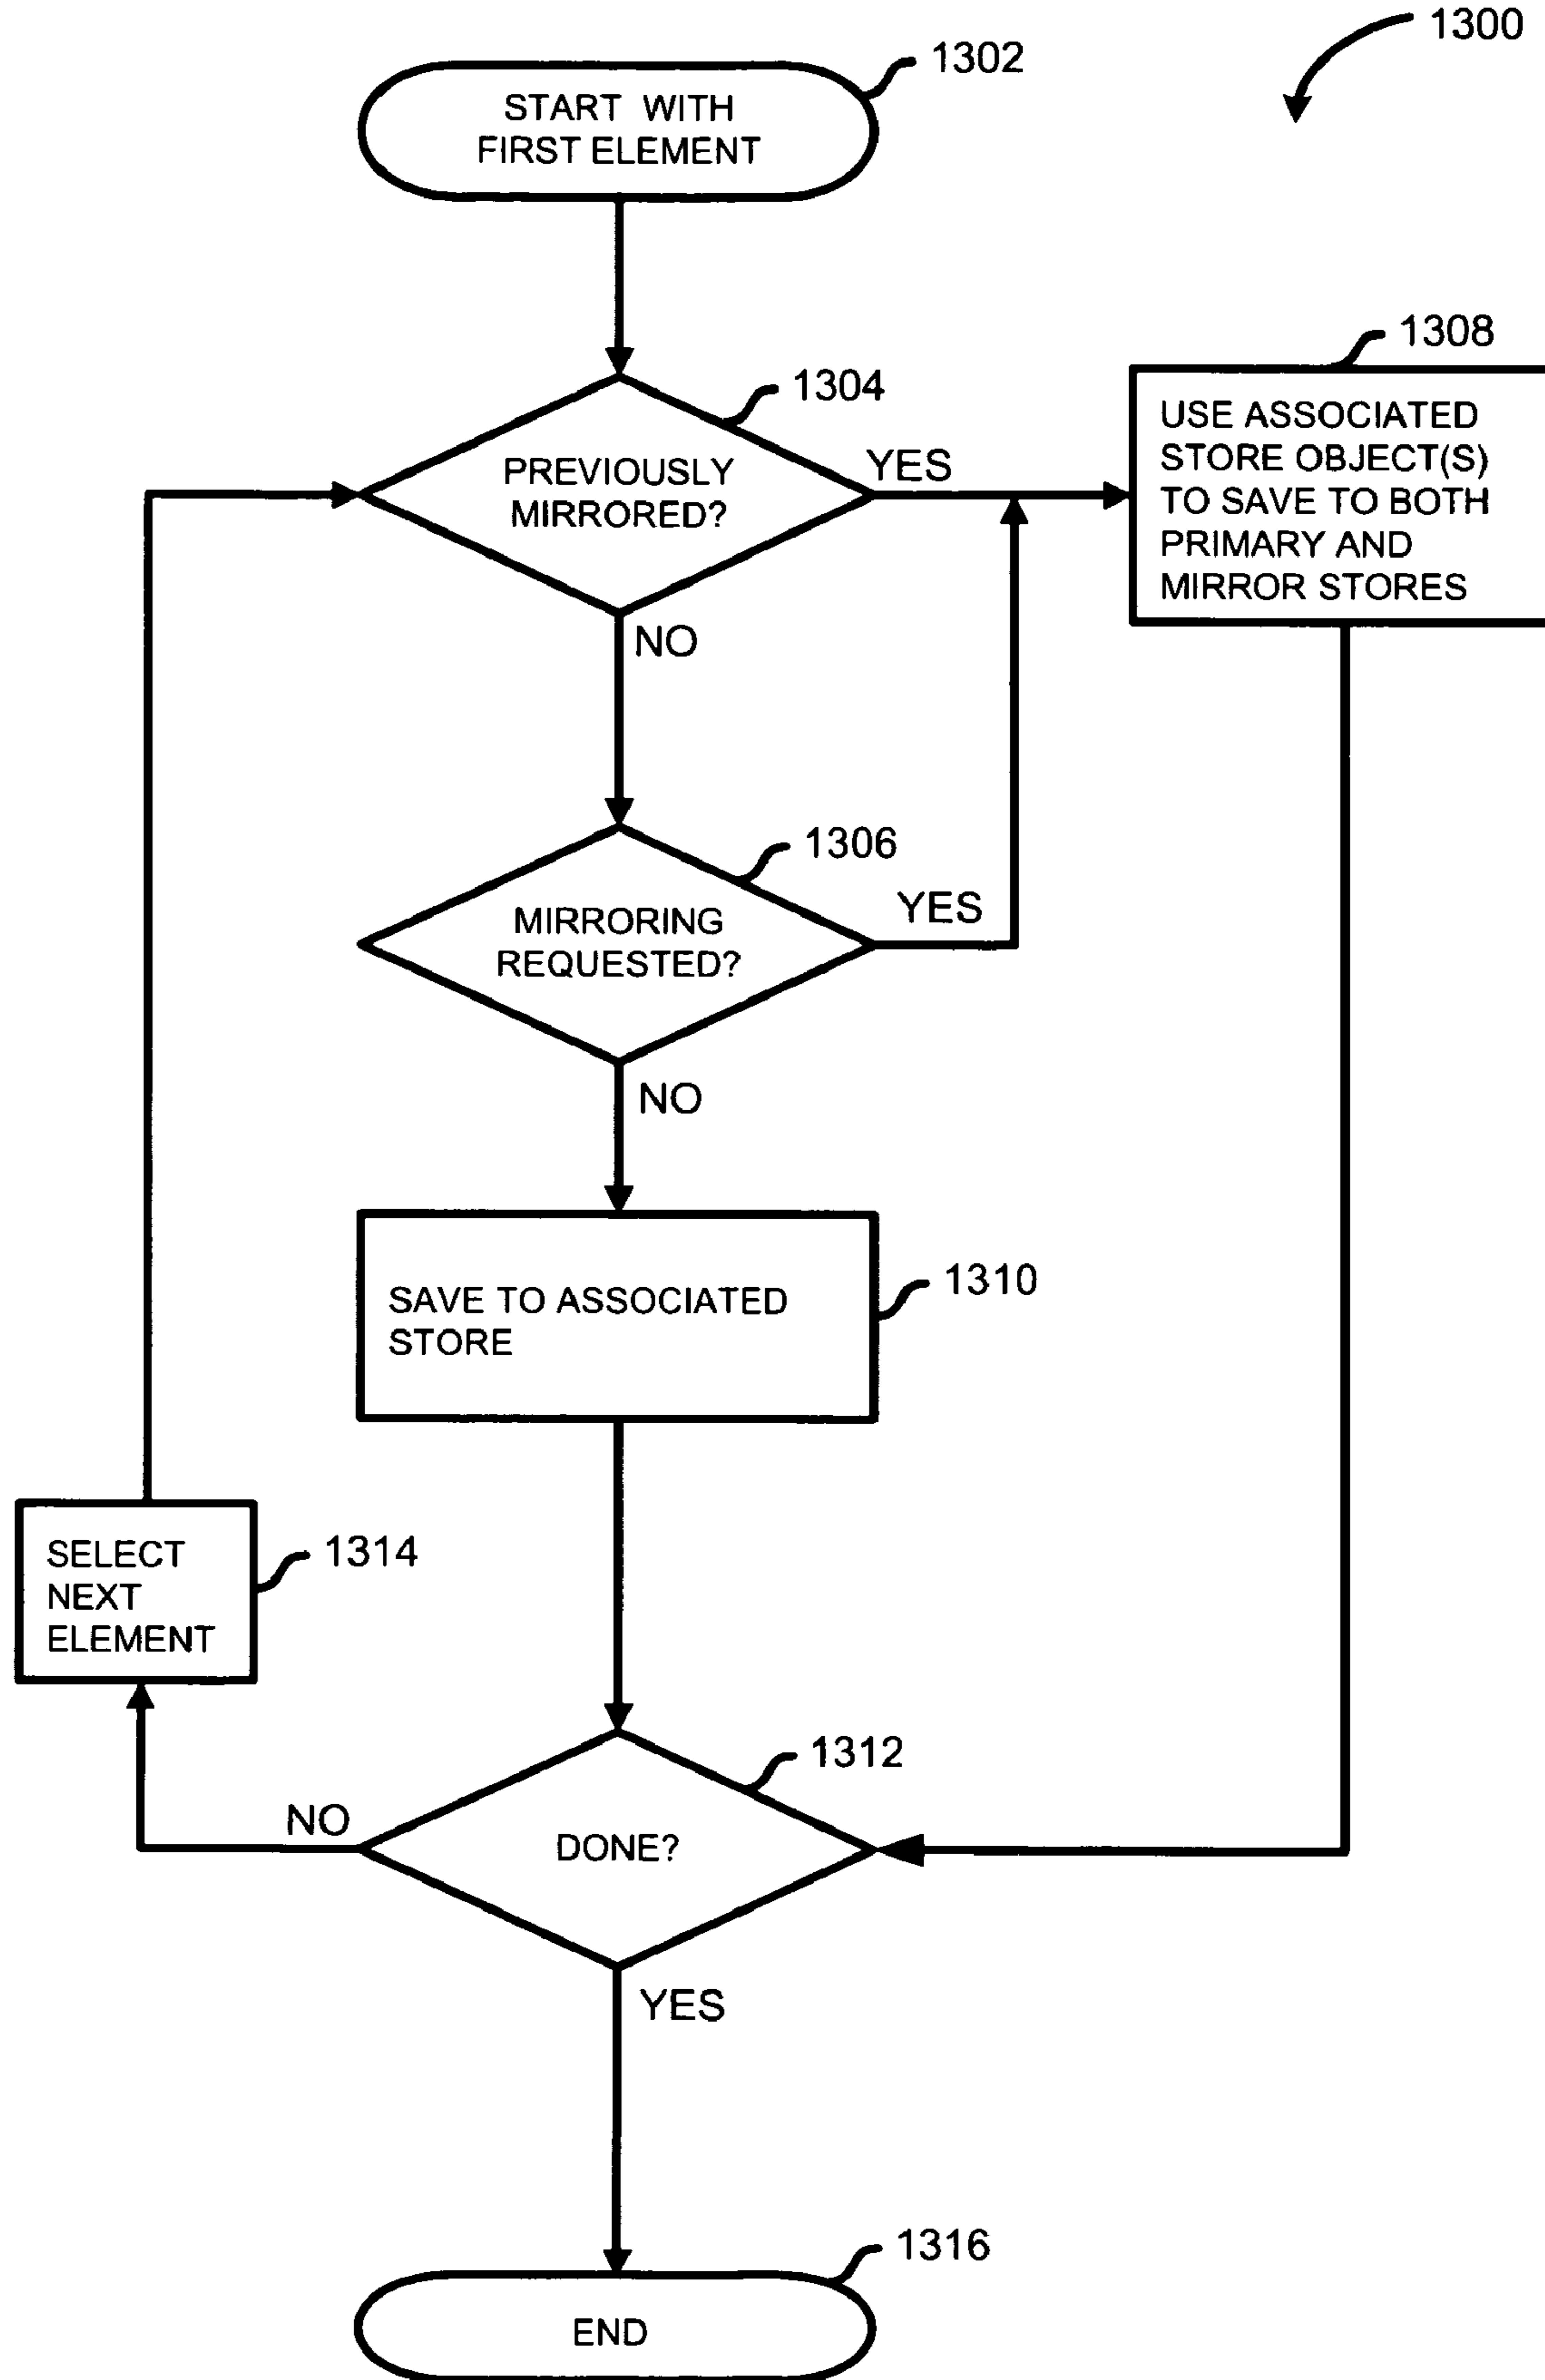 1300
1302
START WITH
FIRST ELEMENT
1304
PREVIOUSLY
MIRRORED?
YES
NO
1308
USE ASSOCIATED
STORE OBJECT(S)
TO SAVE TO BOTH
PRIMARY AND
MIRROR STORES
1306
MIRRORING
REQUESTED?
YES
NO
1310
SAVE TO ASSOCIATED
STORE
1314
SELECT
NEXT
ELEMENT
1312
DONE?
NO
YES
1316
END